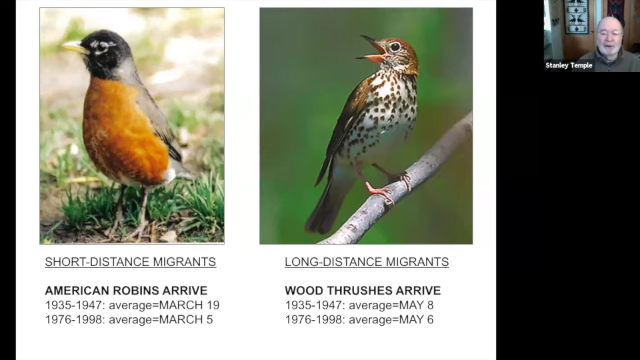 Stanley Temple
SHORT-DISTANCE MIGRANTS
AMERICAN ROBINS ARRIVE
1935-1947: average=MARCH 19
1976-1998: average=MARCH 5
LONG-DISTANCE MIGRANTS
WOOD THRUSHES ARRIVE
1935-1947: average=MAY 8
1976-1998: average=MAY 6